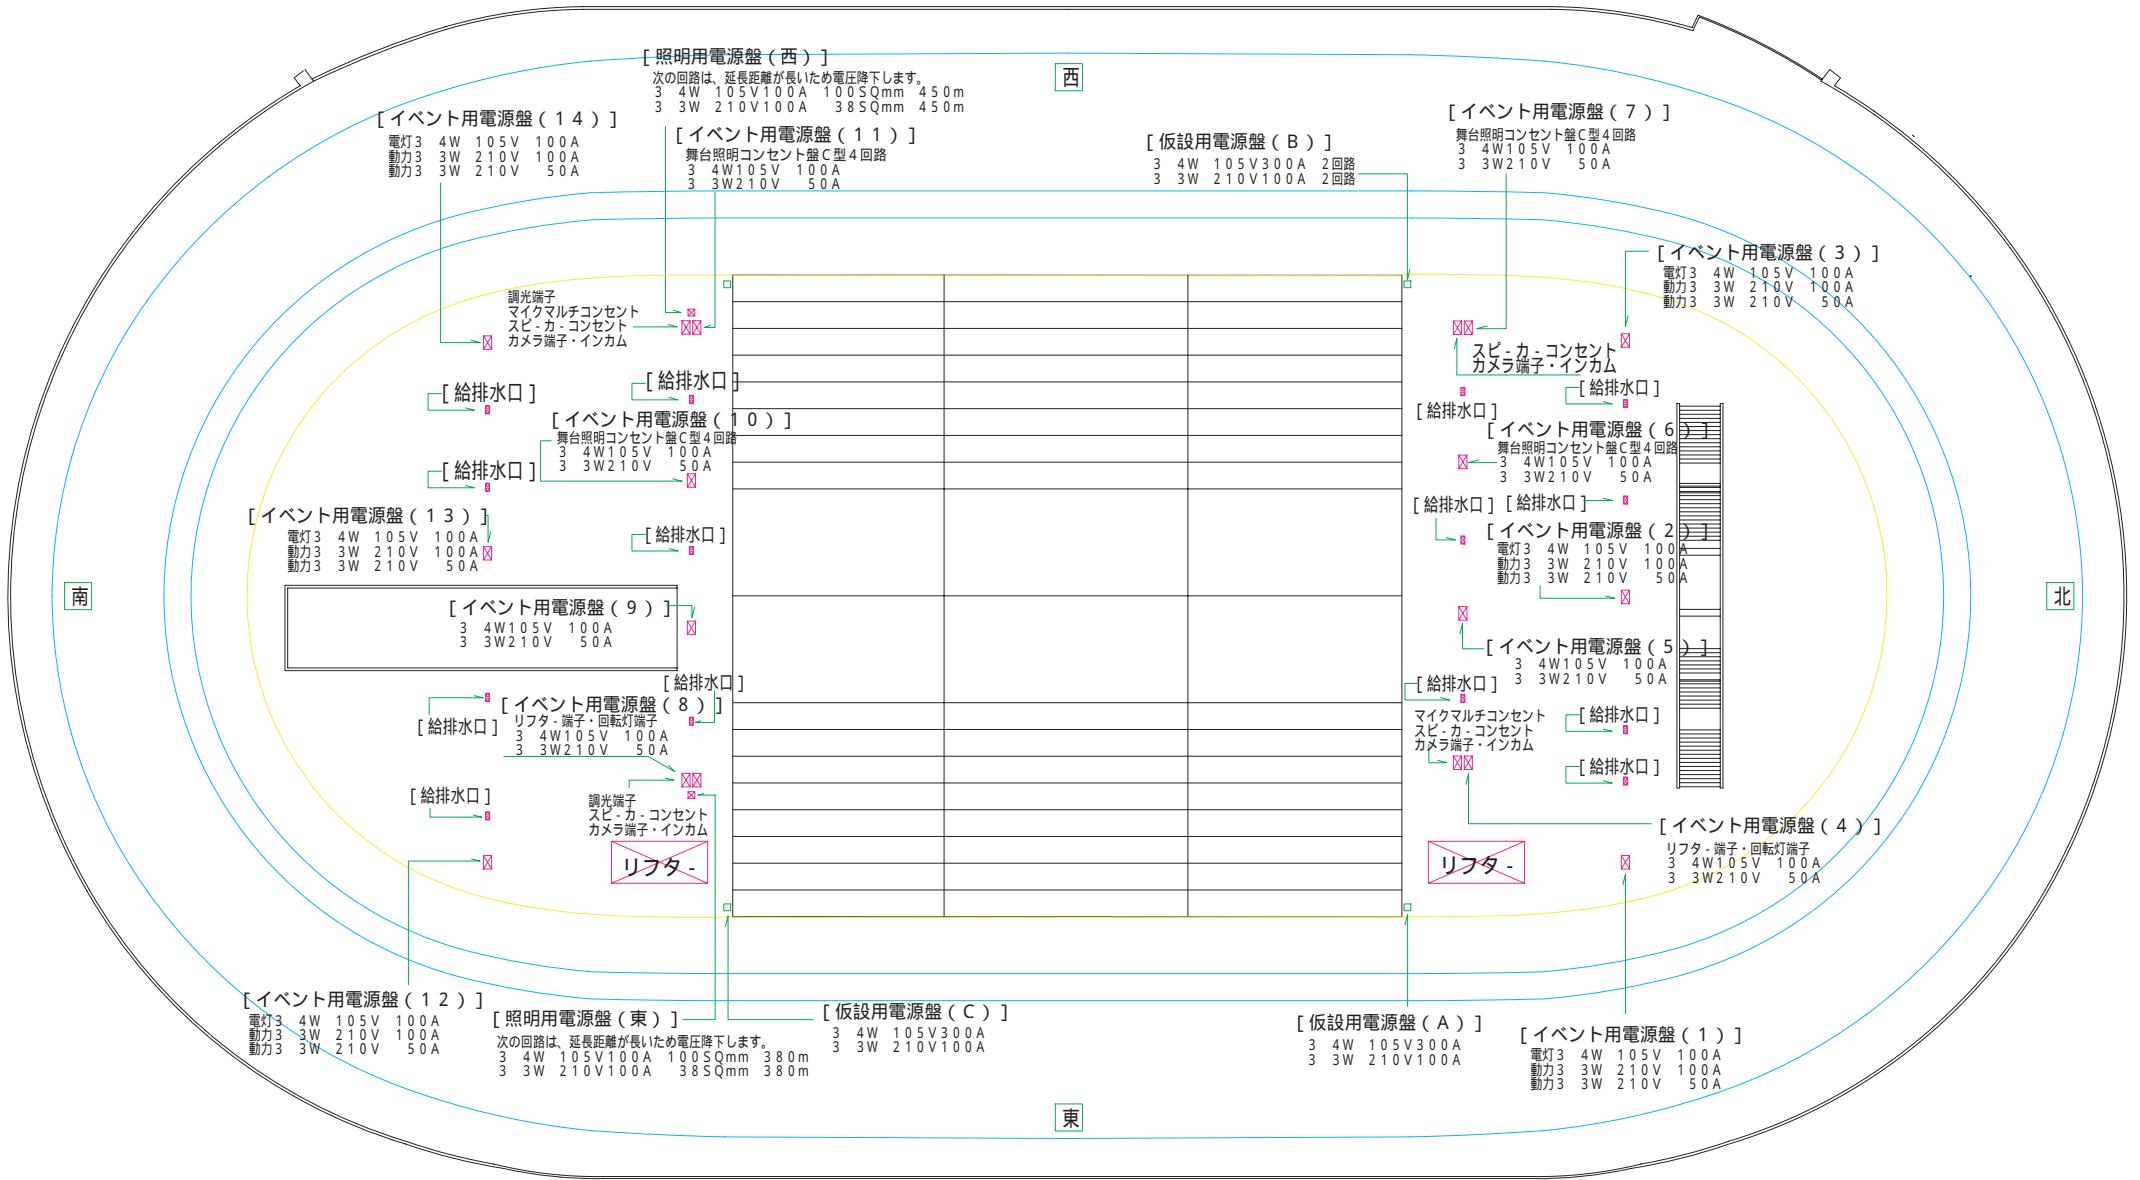 [照明用電源盤(西)]
次の回路は、延長距離が長いため電圧降下します。
3 4W 105V100A 100SQmm 450m
3 3W 210V100A 38SQmm 450m
西
[イベント用電源盤(14)]
電灯3 4W 105V 100A
動力3 3W 210V 100A
動力3 3W 210V 50A
[イベント用電源盤(11)]
舞台照明コンセント盤C型4回路
3 4W105V 100A
3 3W210V 50A
[仮設用電源盤(B)]
3 4W 105V300A 2回路
3 3W 210V100A 2回路
[イベント用電源盤(7)]
舞台照明コンセント盤C型4回路
3 4W105V 100A
3 3W210V 50A
[イベント用電源盤(3)]
電灯3 4W 105V 100A
動力3 3W 210V 100A
動力3 3W 210V 50A
調光端子
マイクマルチコンセント
スピ-カ-コンセント
カメラ端子・インカム
スピ-カ-コンセント
カメラ端子・インカム
[給排水口]
[給排水口]
[給排水口]
[給排水口]
[イベント用電源盤(10)]
舞台照明コンセント盤C型4回路
3 4W105V 100A
3 3W210V 50A
[イベント用電源盤(6)]
舞台照明コンセント盤C型4回路
3 4W105V 100A
3 3W210V 50A
[給排水口]
[給排水口]
[給排水口]
[イベント用電源盤(13)]
電灯3 4W 105V 100A
動力3 3W 210V 100A
動力3 3W 210V 50A
[給排水口]
[イベント用電源盤(2)]
電灯3 4W 105V 100A
動力3 3W 210V 100A
動力3 3W 210V 50A
南
北
[イベント用電源盤(9)]
3 4W105V 100A
3 3W210V 50A
[イベント用電源盤(5)]
3 4W105V 100A
3 3W210V 50A
[給排水口]
[給排水口]
[イベント用電源盤(8)]
リフタ-端子・回転灯端子
3 4W105V 100A
3 3W210V 50A
[給排水口]
マイクマルチコンセント
スピ-カ-コンセント
カメラ端子・インカム
[給排水口]
[給排水口]
[給排水口]
調光端子
スピ-カ-コンセント
カメラ端子・インカム
[イベント用電源盤(4)]
リフタ-端子・回転灯端子
3 4W105V 100A
3 3W210V 50A
リフタ-
リフタ-
[イベント用電源盤(12)]
電灯3 4W 105V 100A
動力3 3W 210V 100A
動力3 3W 210V 50A
[照明用電源盤(東)]
次の回路は、延長距離が長いため電圧降下します。
3 4W 105V100A 100SQmm 380m
3 3W 210V100A 38SQmm 380m
[仮設用電源盤(C)]
3 4W 105V300A
3 3W 210V100A
[仮設用電源盤(A)]
3 4W 105V300A
3 3W 210V100A
[イベント用電源盤(1)]
電灯3 4W 105V 100A
動力3 3W 210V 100A
動力3 3W 210V 50A
東